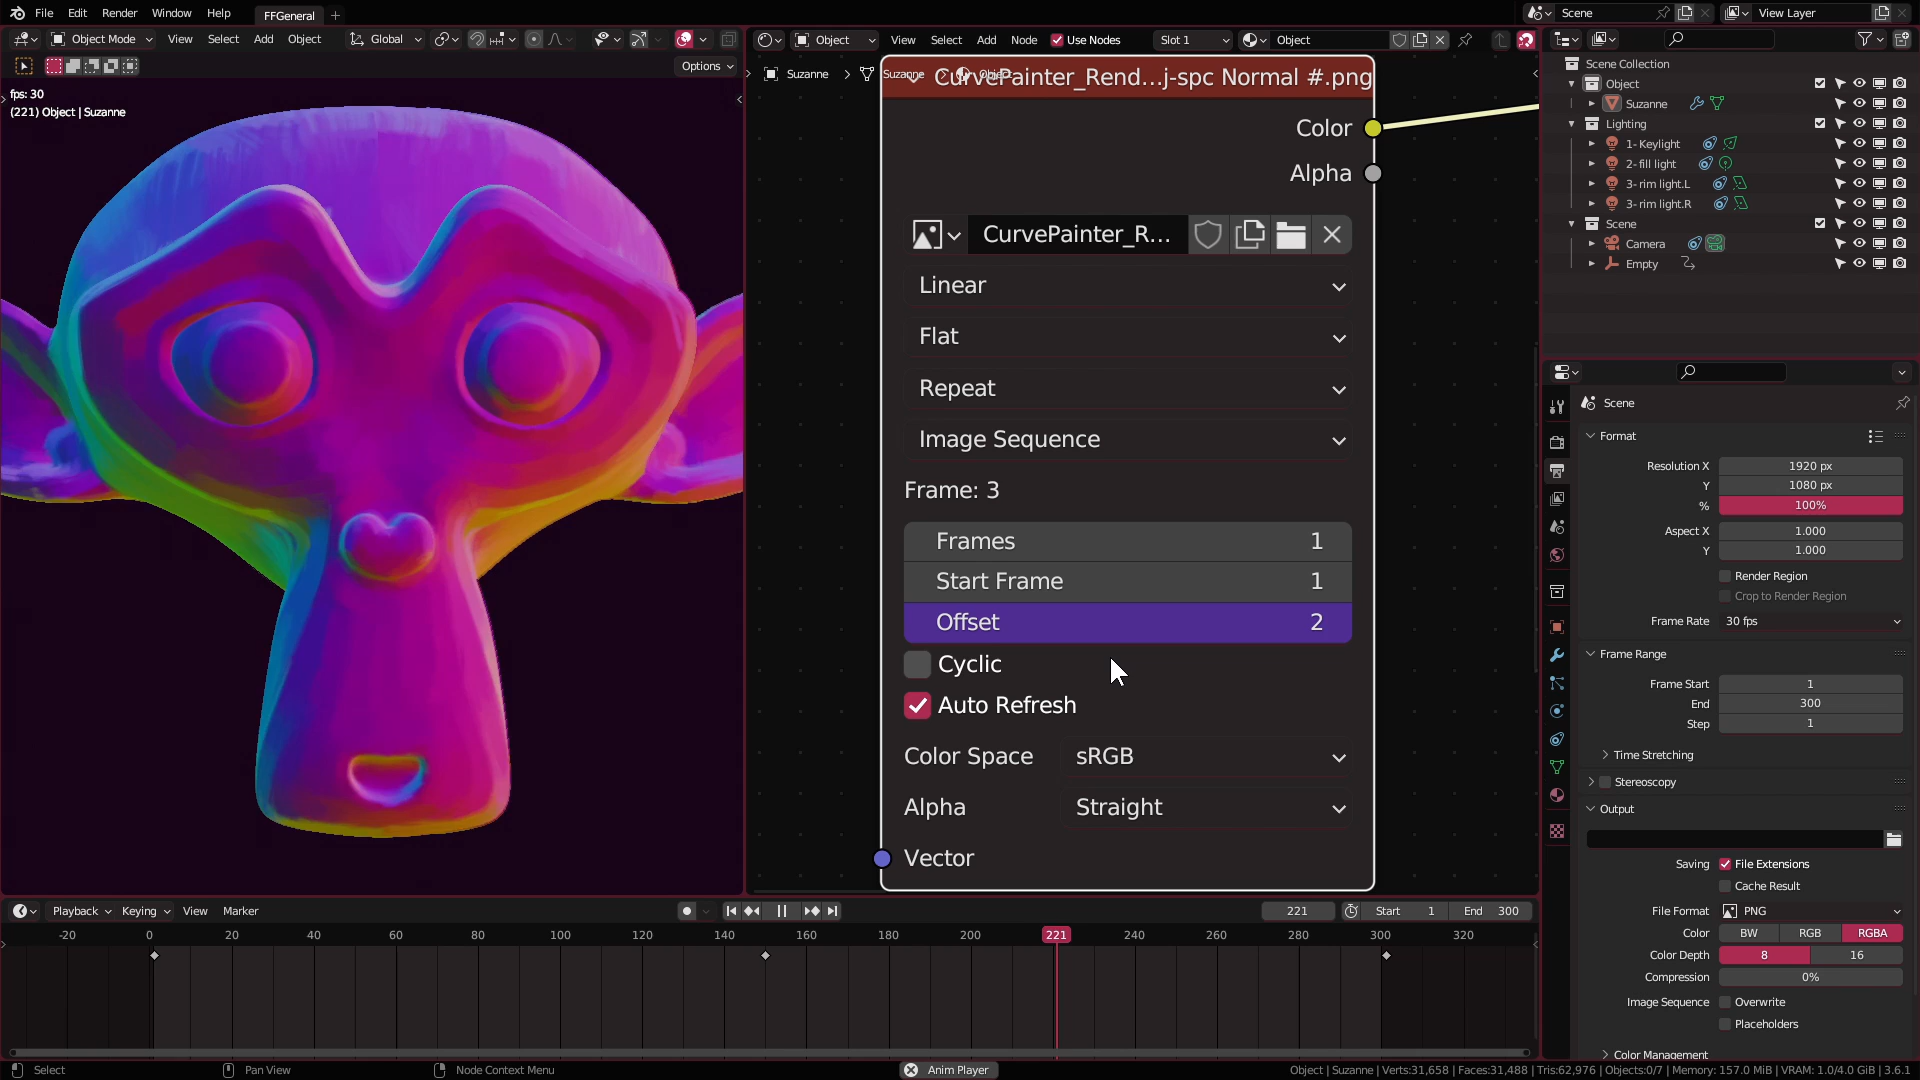 File Edit Render Window Help FFGeneral +
Scene View Layer
Object Mode View Select Add Object Global
Object View Select Add Node Use Nodes Slot 1 Object
Options
fps: 30
(221) Object | Suzanne
Suzanne > Suzanne > Object
CurvePainter_Rend...j-spc Normal #.png
Color
Alpha
CurvePainter_R...
Linear
Flat
Repeat
Image Sequence
Frame: 3
Frames 1
Start Frame 1
Offset 2
Cyclic
Auto Refresh
Color Space sRGB
Alpha Straight
Vector
Scene Collection
Object
Suzanne
Lighting
1- Keylight
2- fill light
3- rim light.L
3- rim light.R
Scene
Camera
Empty
Scene
Format
Resolution X 1920 px
Y 1080 px
% 100%
Aspect X 1.000
Y 1.000
Render Region
Crop to Render Region
Frame Rate 30 fps
Frame Range
Frame Start 1
End 300
Step 1
Time Stretching
Stereoscopy
Output
Saving File Extensions
Cache Result
File Format PNG
Color BW RGB RGBA
Color Depth 8 16
Compression 0%
Image Sequence Overwrite
Placeholders
Color Management
Playback Keying View Marker
221 Start 1 End 300
-20 0 20 40 60 80 100 120 140 160 180 200 221 240 260 280 300 320
Select Pan View Node Context Menu Anim Player
Object | Suzanne | Verts:31,658 | Faces:31,488 | Tris:62,976 | Objects:0/7 | Memory: 157.0 MiB | VRAM: 1.0/4.0 GiB | 3.6.1